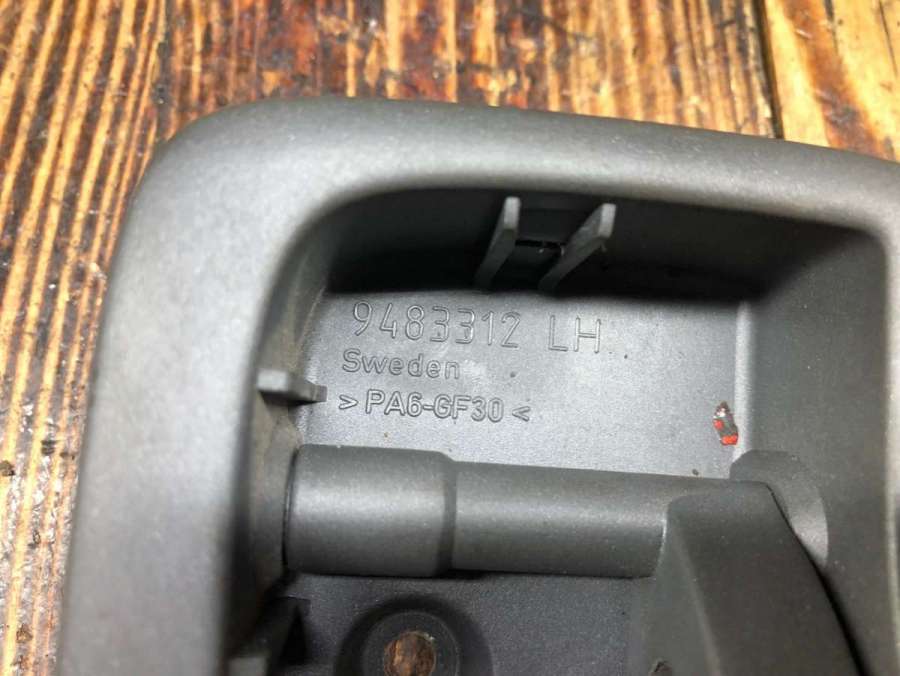 9483312 LH
Sweden
> PA6-GF30 <